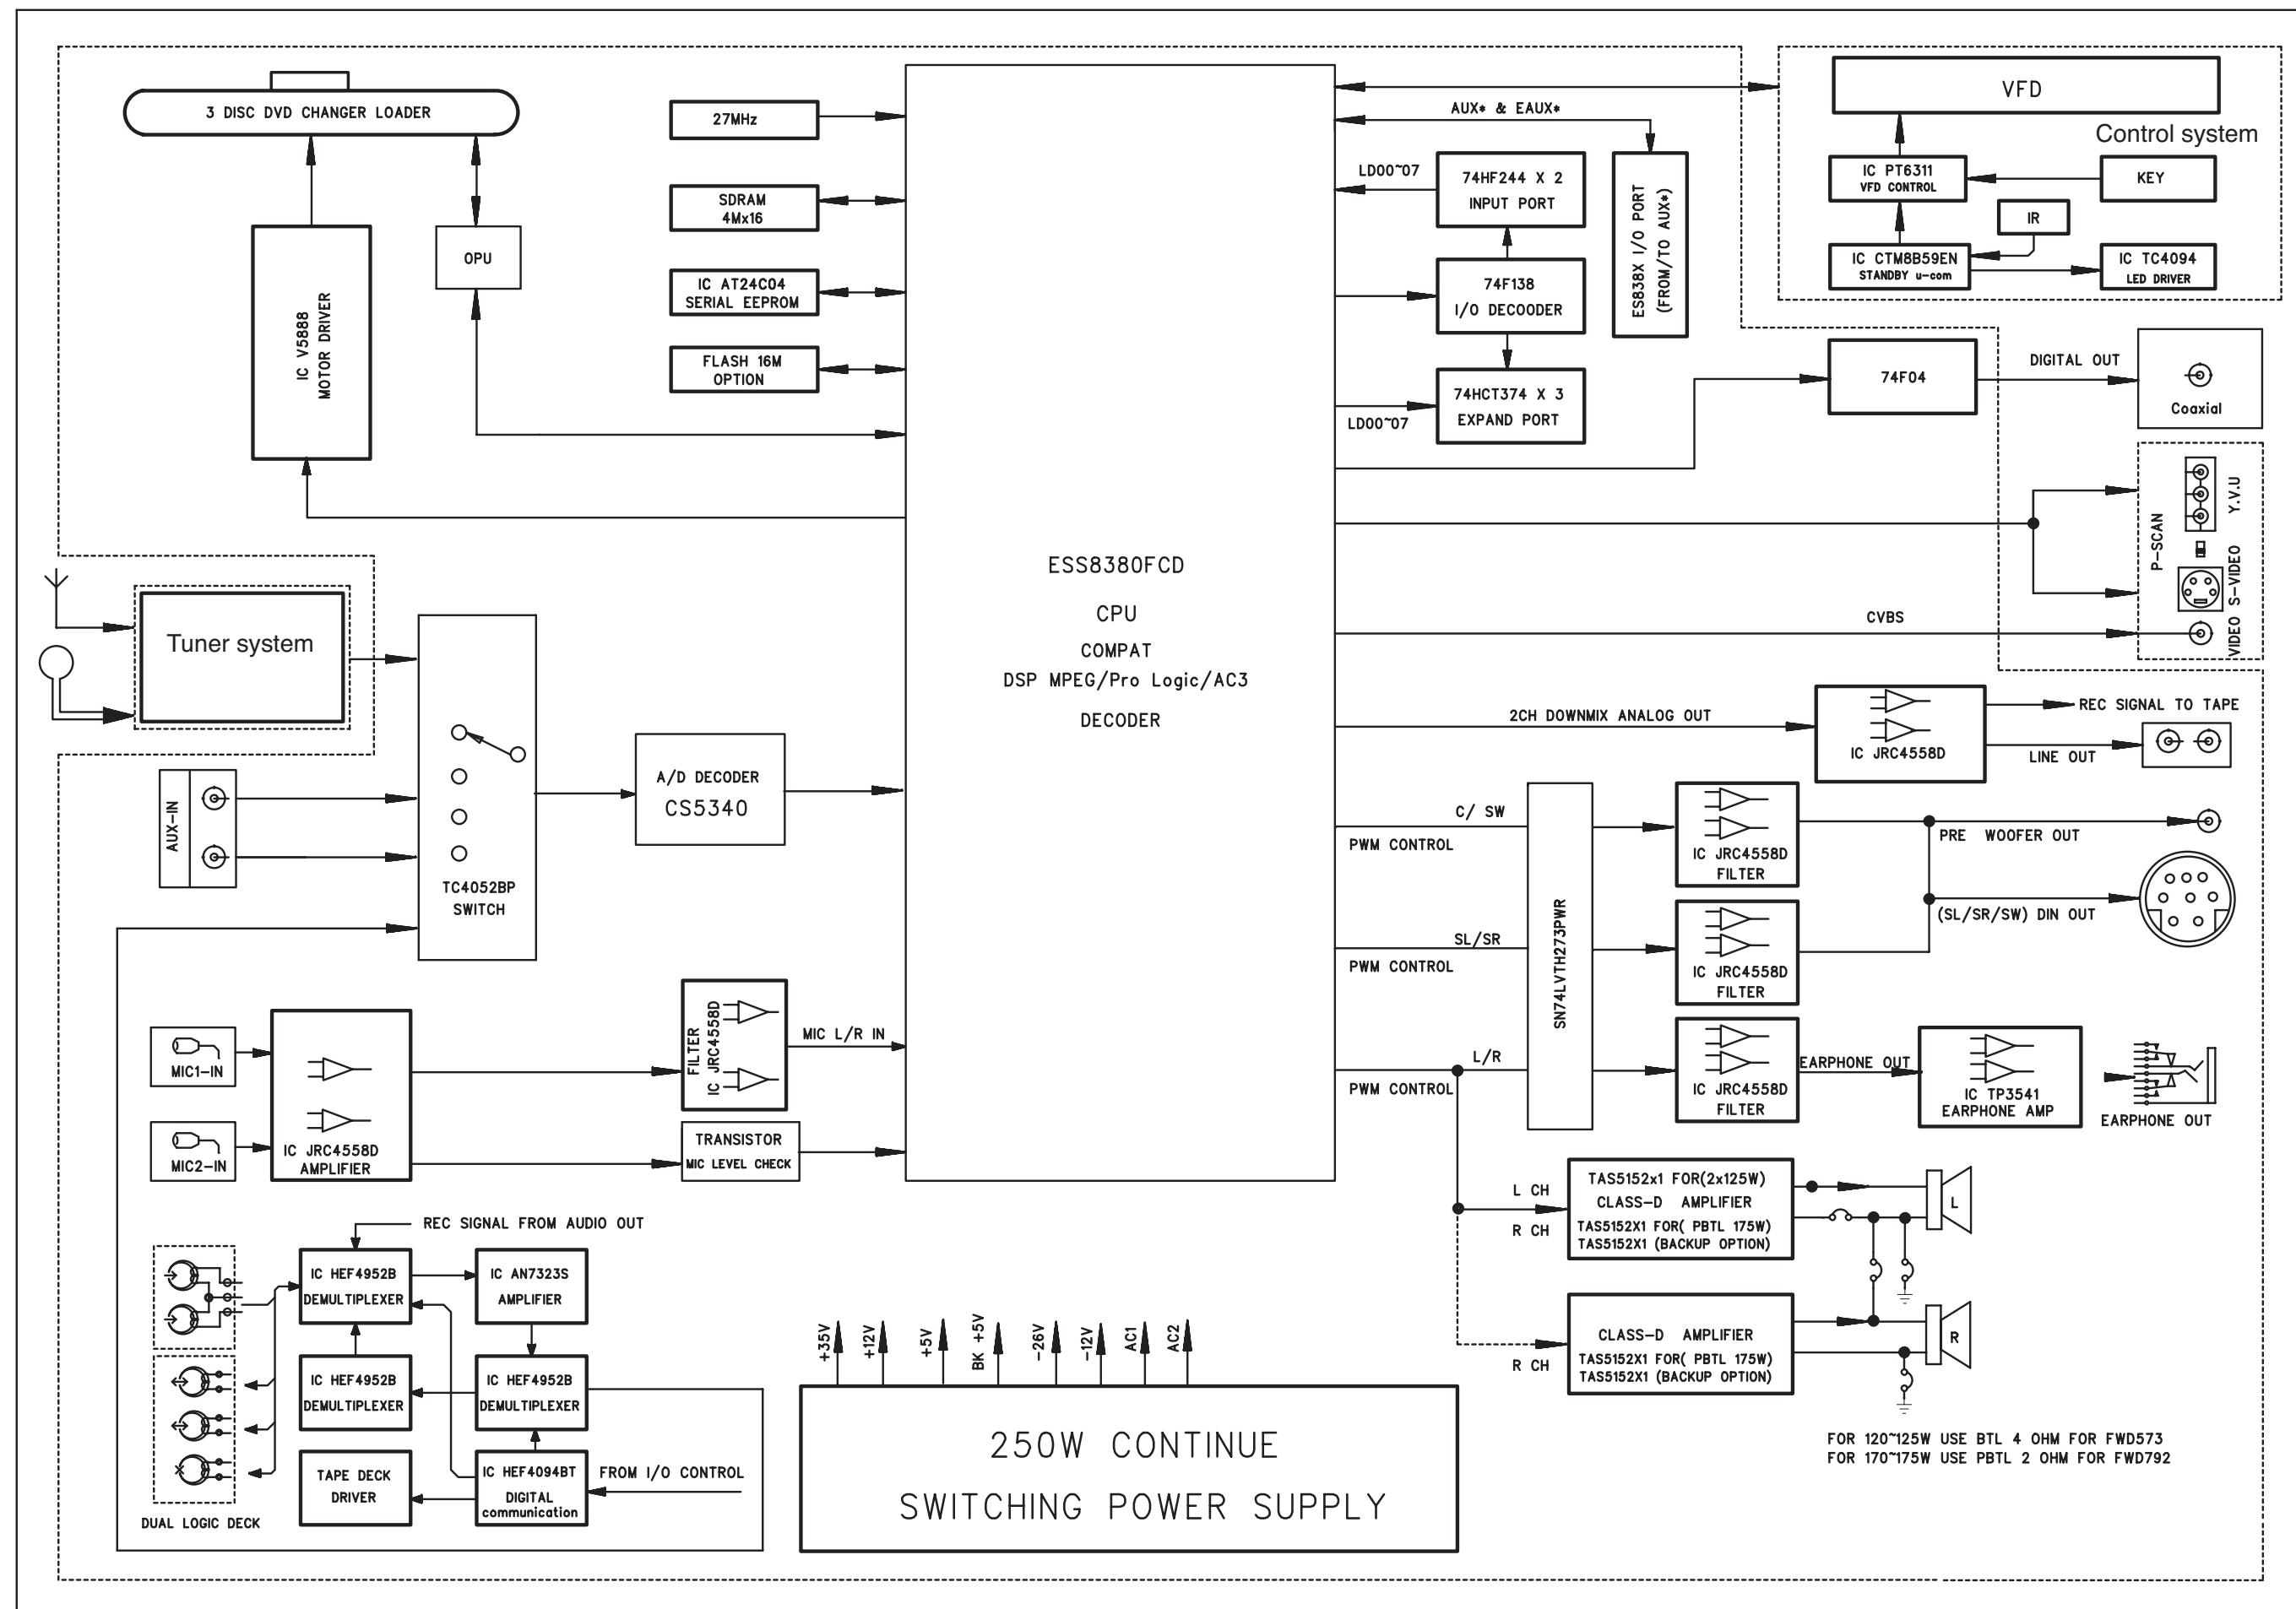 3 DISC DVD CHANGER LOADER
IC V5888
MOTOR DRIVER
OPU
27MHz
SDRAM
4Mx16
IC AT24C04
SERIAL EEPROM
FLASH 16M
OPTION
ESS8380FCD
CPU
COMPAT
DSP MPEG/Pro Logic/AC3
DECODER
AUX* & EAUX*
LD00~07
74HF244 X 2
INPUT PORT
74F138
I/O DECOODER
74HCT374 X 3
EXPAND PORT
LD00~07
ES8838X I/O PORT
(FROM/TO AUX*)
VFD
Control system
IC PT6311
VFD CONTROL
KEY
IR
IC CTM8B59EN
STANDBY u-com
IC TC4094
LED DRIVER
74F04
DIGITAL OUT
Coaxial
P-SCAN
Y.V.U
S-VIDEO
VIDEO
CVBS
Tuner system
AUX-IN
TC4052BP
SWITCH
A/D DECODER
CS5340
2CH DOWNMIX ANALOG OUT
IC JRC4558D
REC SIGNAL TO TAPE
LINE OUT
C/ SW
PWM CONTROL
SL/SR
PWM CONTROL
L/R
PWM CONTROL
SN74LVTH273PWR
IC JRC4558D
FILTER
PRE WOOFER OUT
IC JRC4558D
FILTER
(SL/SR/SW) DIN OUT
IC JRC4558D
FILTER
EARPHONE OUT
IC TP3541
EARPHONE AMP
EARPHONE OUT
MIC1-IN
MIC2-IN
IC JRC4558D
AMPLIFIER
FILTER
IC JRC4558D
MIC L/R IN
TRANSISTOR
MIC LEVEL CHECK
L CH
R CH
TAS5152x1 FOR(2x125W)
CLASS-D AMPLIFIER
TAS5152X1 FOR( PBTL 175W)
TAS5152X1 (BACKUP OPTION)
L
R CH
CLASS-D AMPLIFIER
TAS5152X1 FOR( PBTL 175W)
TAS5152X1 (BACKUP OPTION)
R
REC SIGNAL FROM AUDIO OUT
IC HEF4952B
DEMULTIPLEXER
IC AN7323S
AMPLIFIER
IC HEF4952B
DEMULTIPLEXER
IC HEF4952B
DEMULTIPLEXER
TAPE DECK
DRIVER
IC HEF4094BT
DIGITAL
communication
FROM I/O CONTROL
DUAL LOGIC DECK
+35V
+12V
+5V
BK +5V
-26V
-12V
AC1
AC2
250W CONTINUE
SWITCHING POWER SUPPLY
FOR 120~125W USE BTL 4 OHM FOR FWD573
FOR 170~175W USE PBTL 2 OHM FOR FWD792